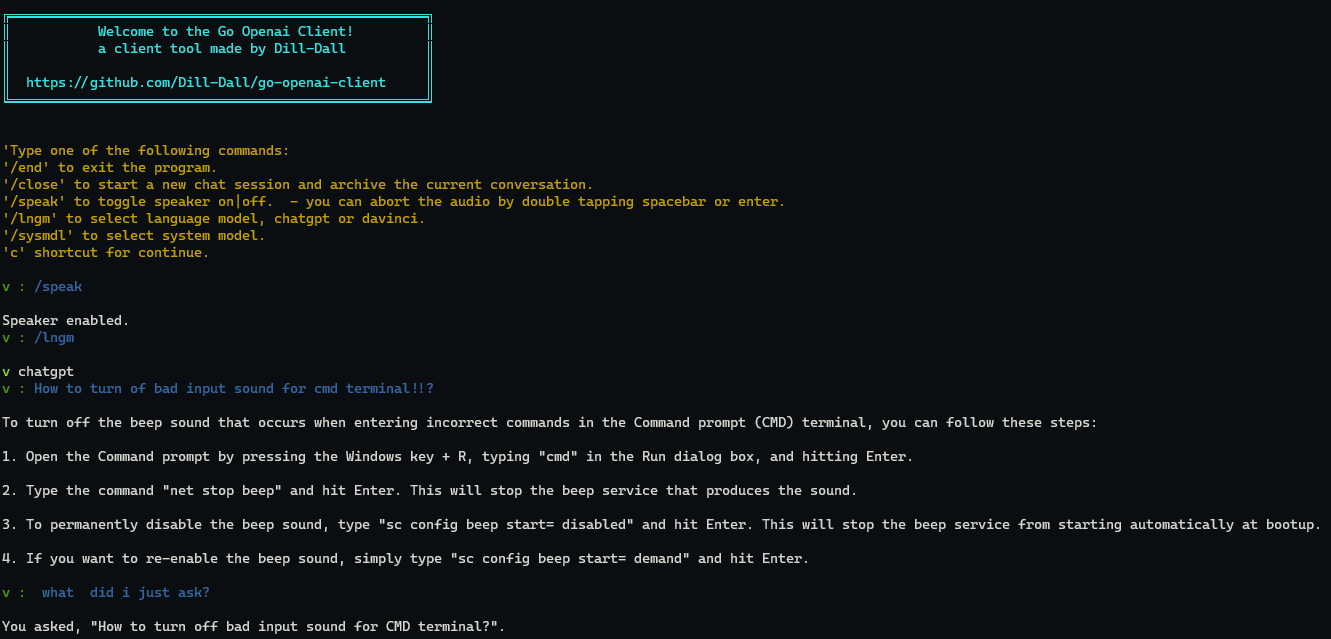 Welcome to the Go Openai Client!
a client tool made by Dill-Dall
https://github.com/Dill-Dall/go-openai-client
'Type one of the following commands:
'/end' to exit the program.
'/close' to start a new chat session and archive the current conversation.
'/speak' to toggle speaker on|off.  - you can abort the audio by double tapping spacebar or enter.
'/lngm' to select language model, chatgpt or davinci.
'/sysmdl' to select system model.
'c' shortcut for continue.
v : /speak
Speaker enabled.
v : /lngm
v chatgpt
v : How to turn of bad input sound for cmd terminal!!?
To turn off the beep sound that occurs when entering incorrect commands in the Command prompt (CMD) terminal, you can follow these steps:
1. Open the Command prompt by pressing the Windows key + R, typing "cmd" in the Run dialog box, and hitting Enter.
2. Type the command "net stop beep" and hit Enter. This will stop the beep service that produces the sound.
3. To permanently disable the beep sound, type "sc config beep start= disabled" and hit Enter. This will stop the beep service from starting automatically at bootup.
4. If you want to re-enable the beep sound, simply type "sc config beep start= demand" and hit Enter.
v :  what  did i just ask?
You asked, "How to turn off bad input sound for CMD terminal?".